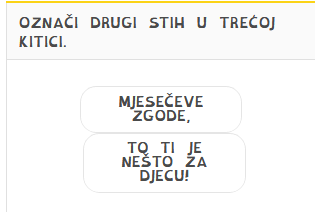 OZNAČI DRUGI STIH U TREĆOJ
KITICI.
MJESEČEVE
ZGODE,
TO TI JE
NEŠTO ZA
DJECU!